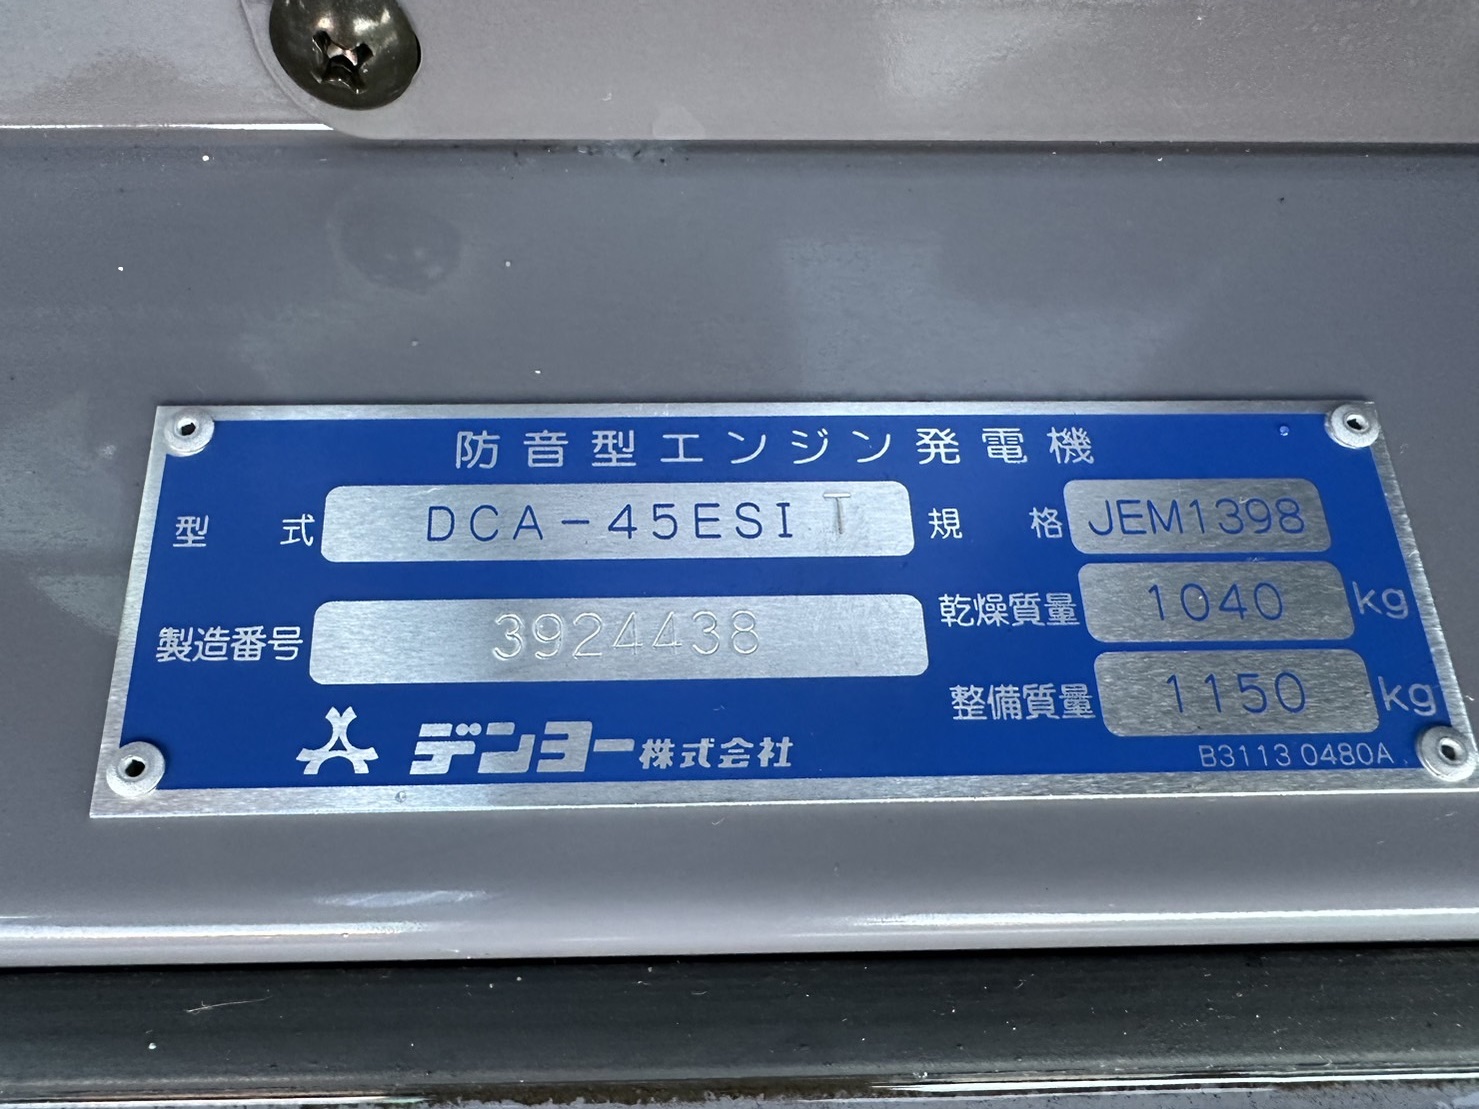 防音型エンジン発電機
型式 DCA-45ESI T 規格 JEM1398
製造番号 3924438 乾燥質量 1040 kg
整備質量 1150 kg
デンヨー株式会社
B3113 0480A